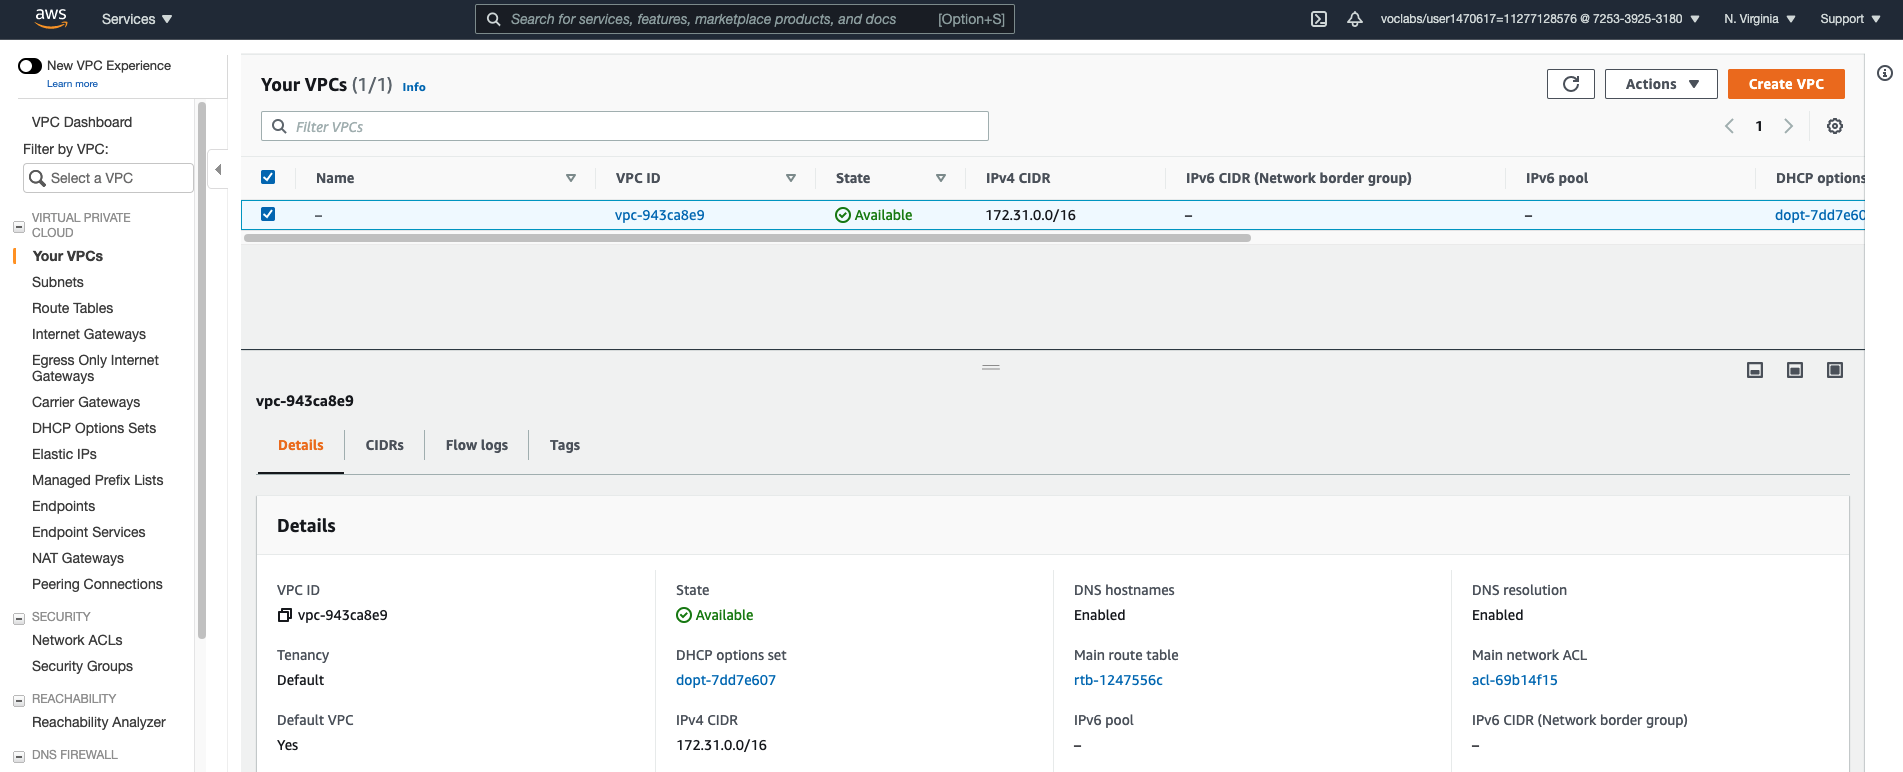 aws
Services
Search for services, features, marketplace products, and docs [Option+S]
voclabs/user1470617=11277128576 @ 7253-3925-3180
N. Virginia
Support
New VPC Experience
Learn more
VPC Dashboard
Filter by VPC:
Select a VPC
VIRTUAL PRIVATE
CLOUD
Your VPCs
Subnets
Route Tables
Internet Gateways
Egress Only Internet
Gateways
Carrier Gateways
DHCP Options Sets
Elastic IPs
Managed Prefix Lists
Endpoints
Endpoint Services
NAT Gateways
Peering Connections
SECURITY
Network ACLs
Security Groups
REACHABILITY
Reachability Analyzer
DNS FIREWALL
Your VPCs (1/1) Info
Actions
Create VPC
Filter VPCs
1
Name VPC ID State IPv4 CIDR IPv6 CIDR (Network border group) IPv6 pool DHCP options
– vpc-943ca8e9 Available 172.31.0.0/16 – – dopt-7dd7e60
vpc-943ca8e9
Details CIDRs Flow logs Tags
Details
VPC ID State DNS hostnames DNS resolution
vpc-943ca8e9 Available Enabled Enabled
Tenancy DHCP options set Main route table Main network ACL
Default dopt-7dd7e607 rtb-1247556c acl-69b14f15
Default VPC IPv4 CIDR IPv6 pool IPv6 CIDR (Network border group)
Yes 172.31.0.0/16 – –